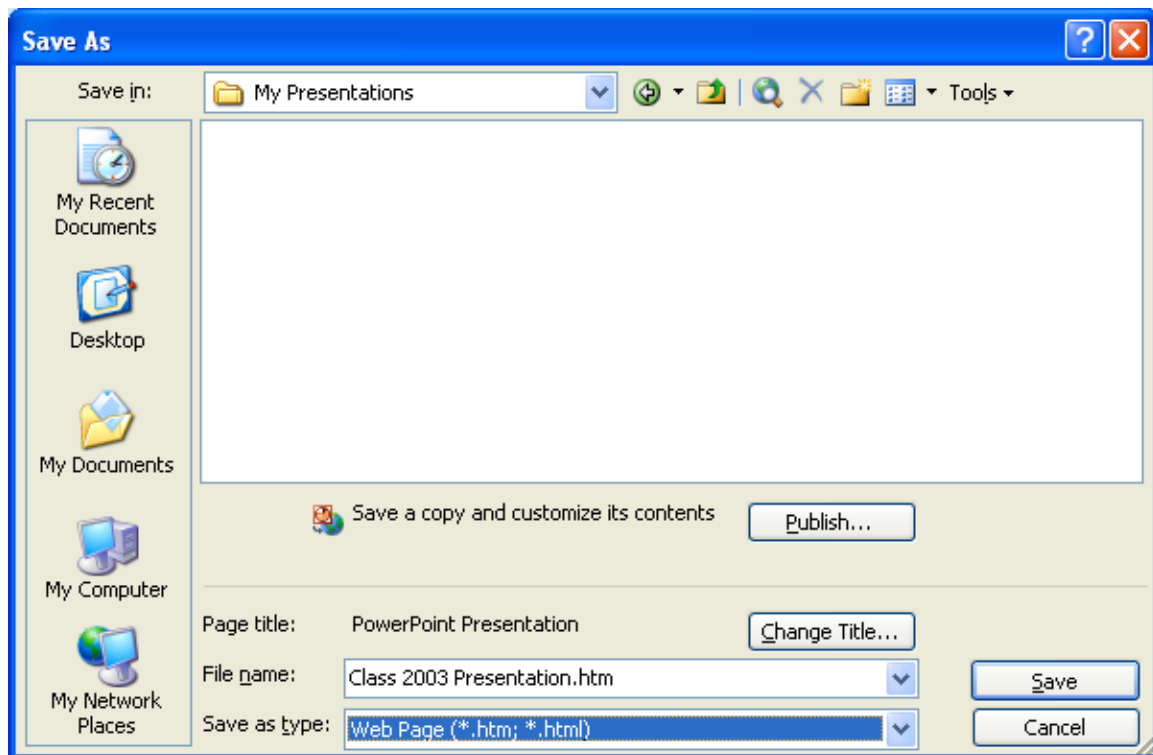 Save As
Save in:
My Presentations
Tools
My Recent
Documents
Desktop
My Documents
My Computer
My Network
Places
Save a copy and customize its contents
Publish...
Page title:
PowerPoint Presentation
Change Title...
File name:
Class 2003 Presentation.htm
Save
Save as type:
Web Page (*.htm; *.html)
Cancel